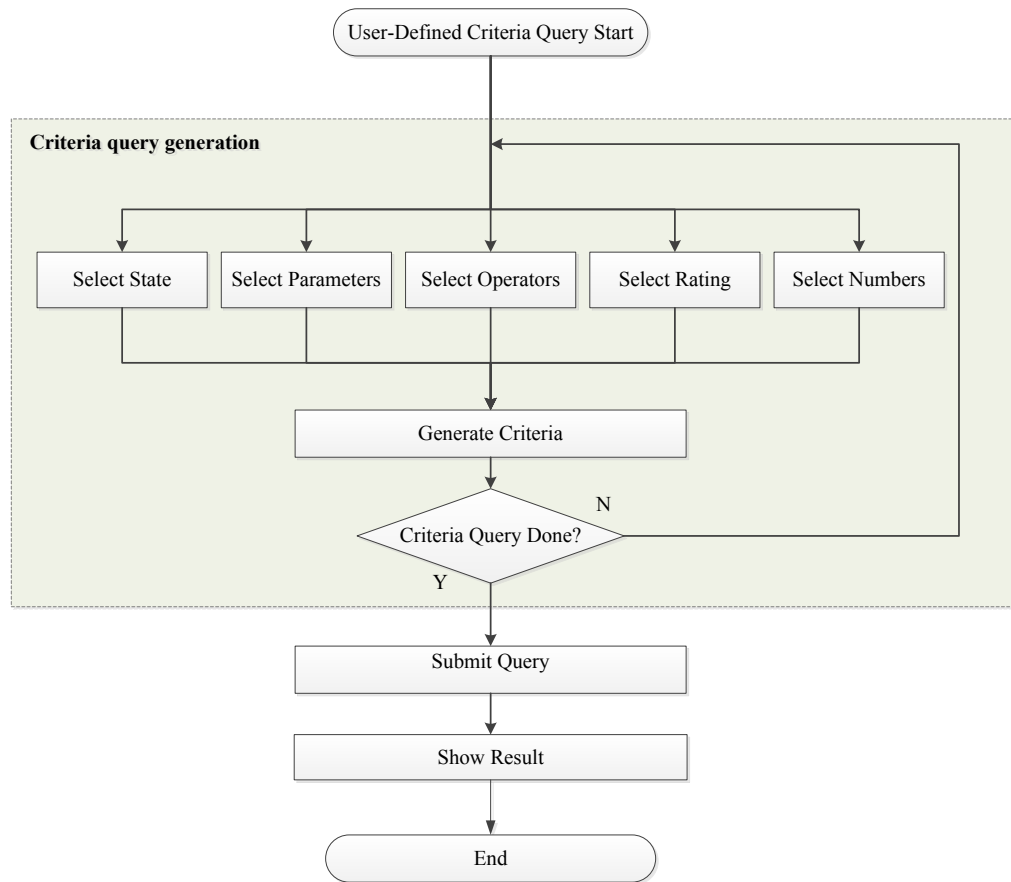 User-Defined Criteria Query Start
Criteria query generation
Select State
Select Parameters
Select Operators
Select Rating
Select Numbers
Generate Criteria
N
Criteria Query Done?
Y
Submit Query
Show Result
End